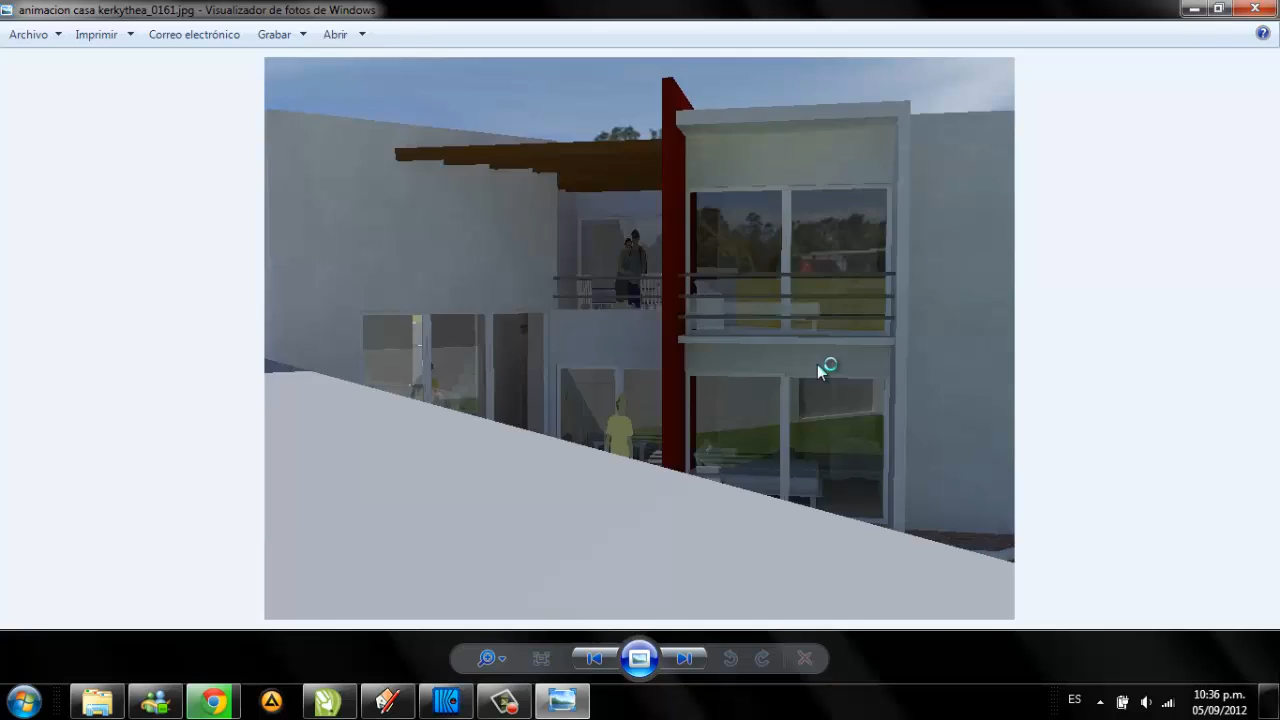 animacion casa kerkythea_0161.jpg - Visualizador de fotos de Windows
Archivo Imprimir Correo electrónico Grabar Abrir
ES
10:36 p.m.
05/09/2012